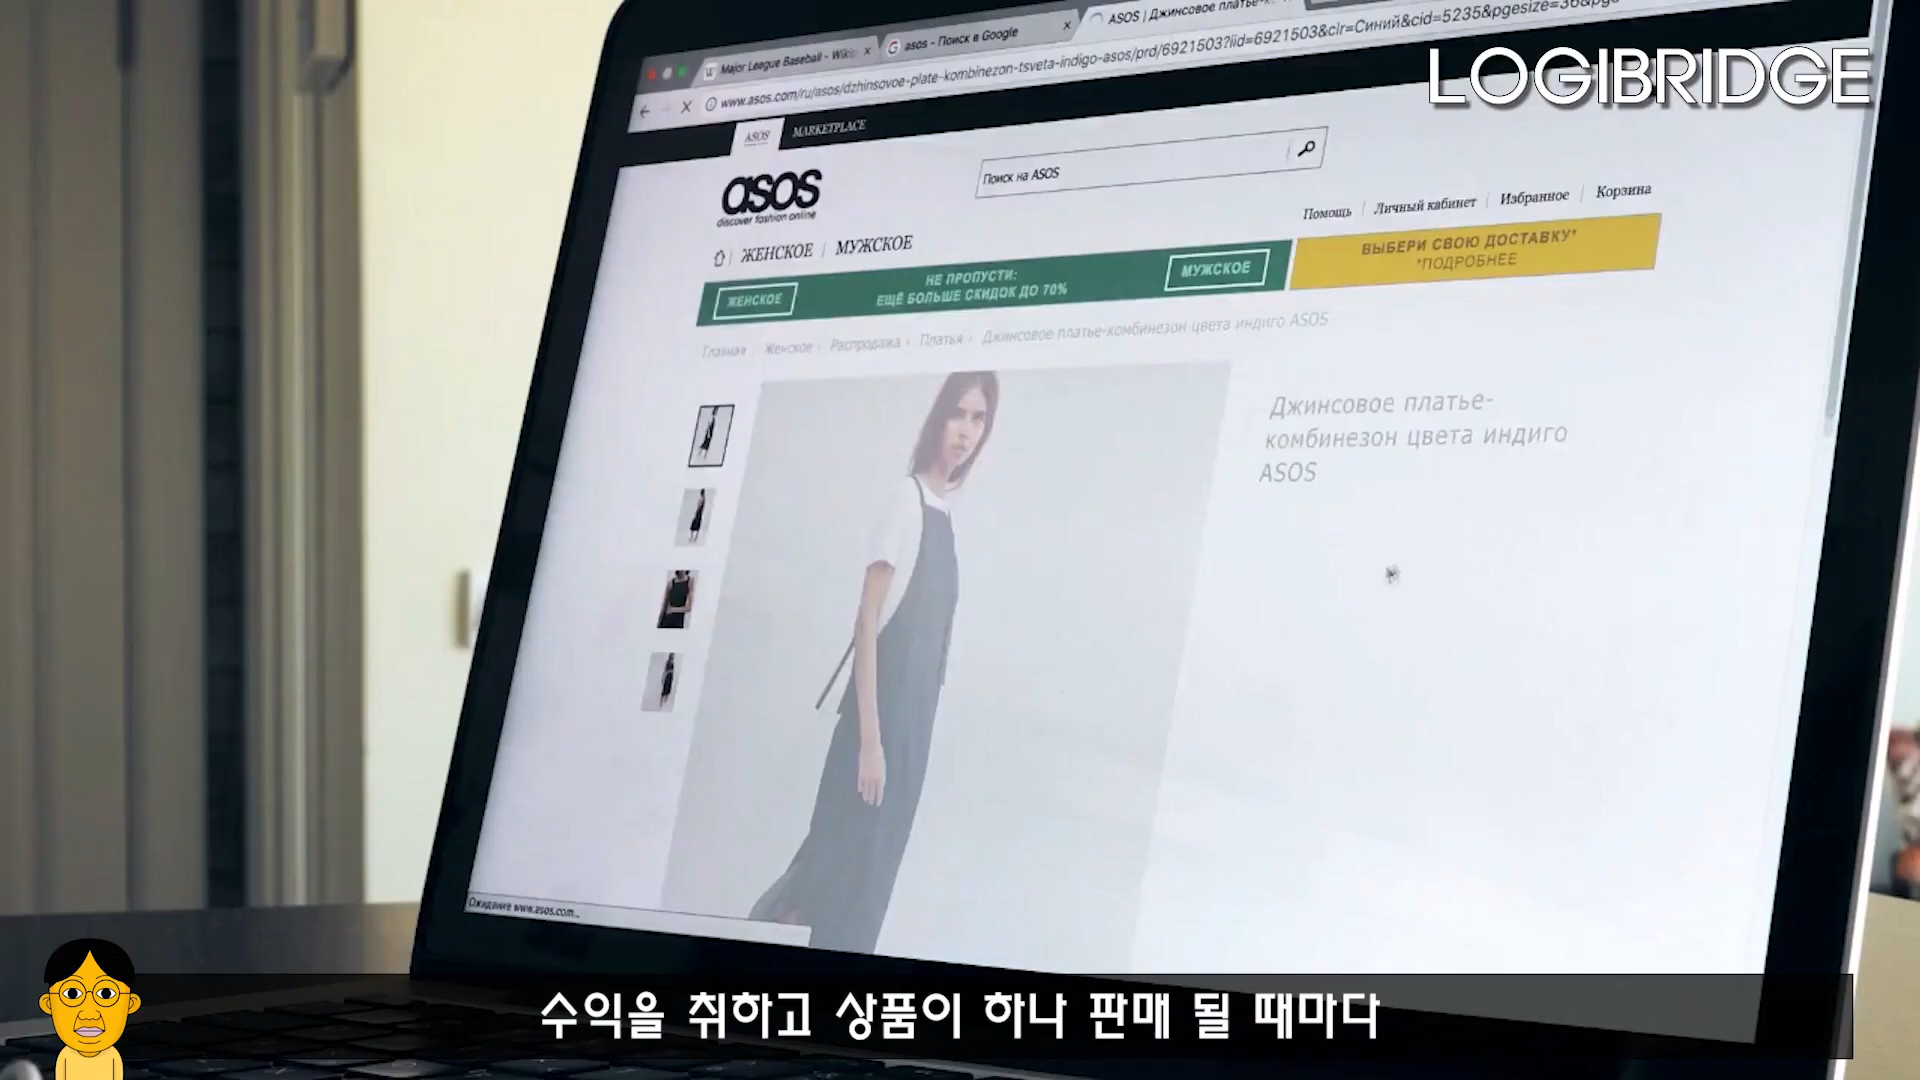 Major League Baseball - Wikip
asos - Поиск в Google
ASOS | Джинсовое платье-к
www.asos.com/ru/asos/dzhinsovoe-plate-kombinezon-tsveta-indigo-asos/prd/6921503?iid=6921503&clr=Синий&cid=5235&pgesize=36&pg
LOGIBRIDGE
ASOS
MARKETPLACE
asos
discover fashion online
Поиск на ASOS
Помощь | Личный кабинет | Избранное | Корзина
ЖЕНСКОЕ | МУЖСКОЕ
ЖЕНСКОЕ
НЕ ПРОПУСТИ:
ЕЩЁ БОЛЬШЕ СКИДОК ДО 70%
МУЖСКОЕ
ВЫБЕРИ СВОЮ ДОСТАВКУ*
*ПОДРОБНЕЕ
Главная › Женское › Распродажа › Платья › Джинсовое платье-комбинезон цвета индиго ASOS
Джинсовое платье-
комбинезон цвета индиго
ASOS
Ожидание www.asos.com...
수익을 취하고 상품이 하나 판매 될 때마다